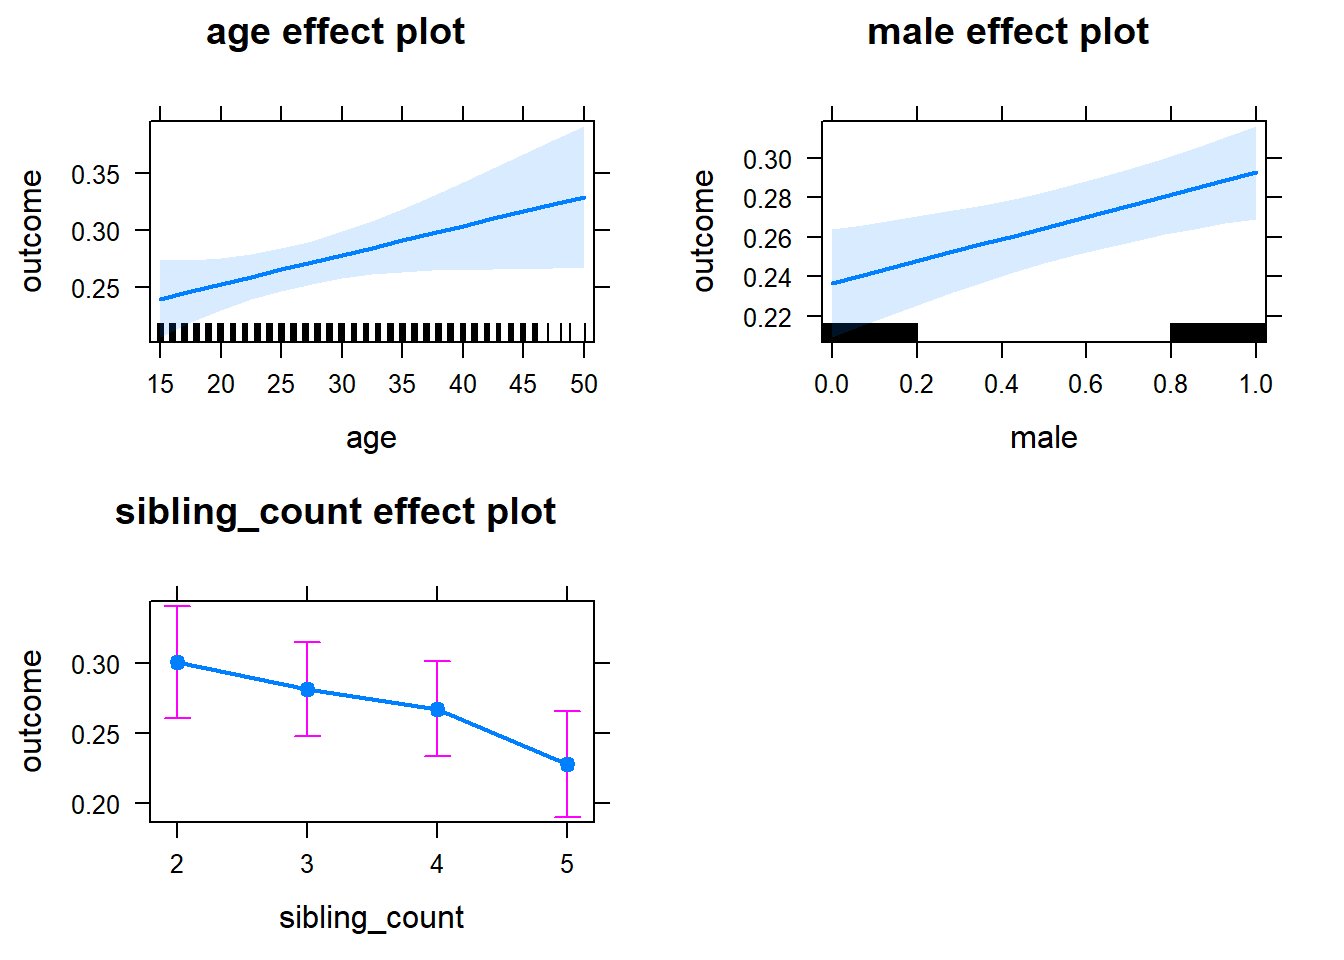 age effect plot
outcome
0.35
0.30
0.25
15 20 25 30 35 40 45 50
age
male effect plot
outcome
0.30
0.28
0.26
0.24
0.22
0.0 0.2 0.4 0.6 0.8 1.0
male
sibling_count effect plot
outcome
0.30
0.25
0.20
2 3 4 5
sibling_count